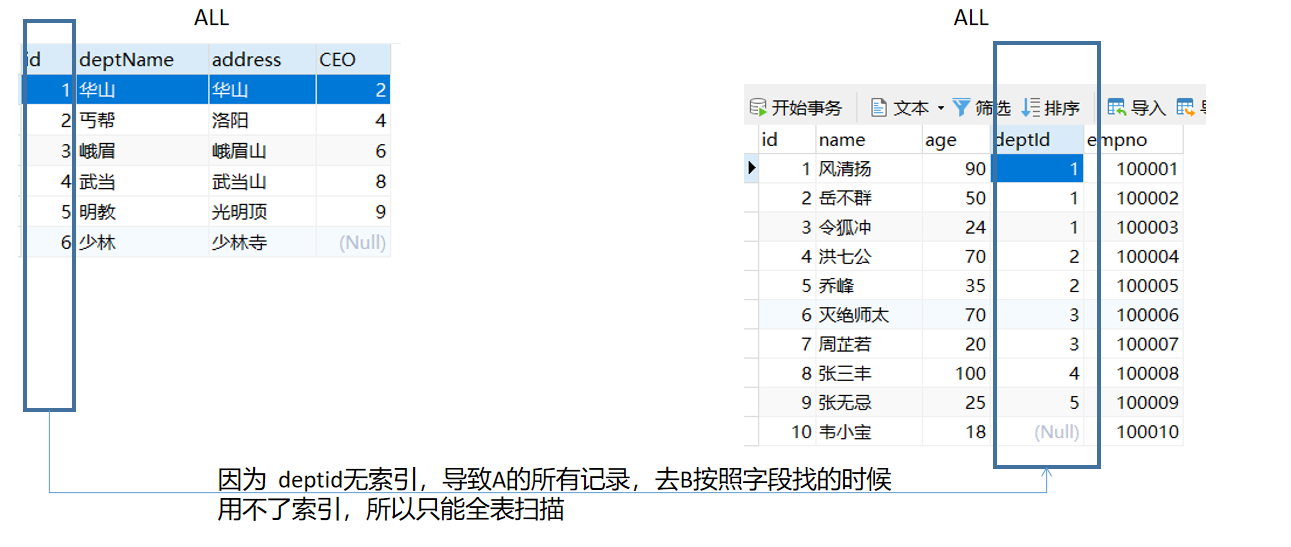 ALL
id deptName address CEO
1 华山 华山 2
2 丐帮 洛阳 4
3 峨眉 峨眉山 6
4 武当 武当山 8
5 明教 光明顶 9
6 少林 少林寺 (Null)
ALL
开始事务 文本 筛选 排序 导入
id name age deptId empno
1 风清扬 90 1 100001
2 岳不群 50 1 100002
3 令狐冲 24 1 100003
4 洪七公 70 2 100004
5 乔峰 35 2 100005
6 灭绝师太 70 3 100006
7 周芷若 20 3 100007
8 张三丰 100 4 100008
9 张无忌 25 5 100009
10 韦小宝 18 (Null) 100010
因为 deptid无索引，导致A的所有记录，去B按照字段找的时候
用不了索引，所以只能全表扫描